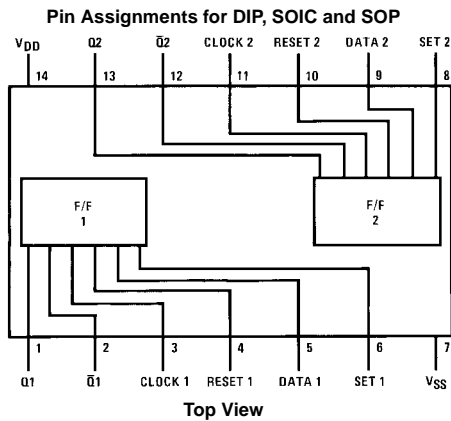 Pin Assignments for DIP, SOIC and SOP
VDD Q2 Q̅2 CLOCK 2 RESET 2 DATA 2 SET 2
14 13 12 11 10 9 8
F/F
1
F/F
2
1 2 3 4 5 6 7
Q1 Q̅1 CLOCK 1 RESET 1 DATA 1 SET 1 VSS
Top View